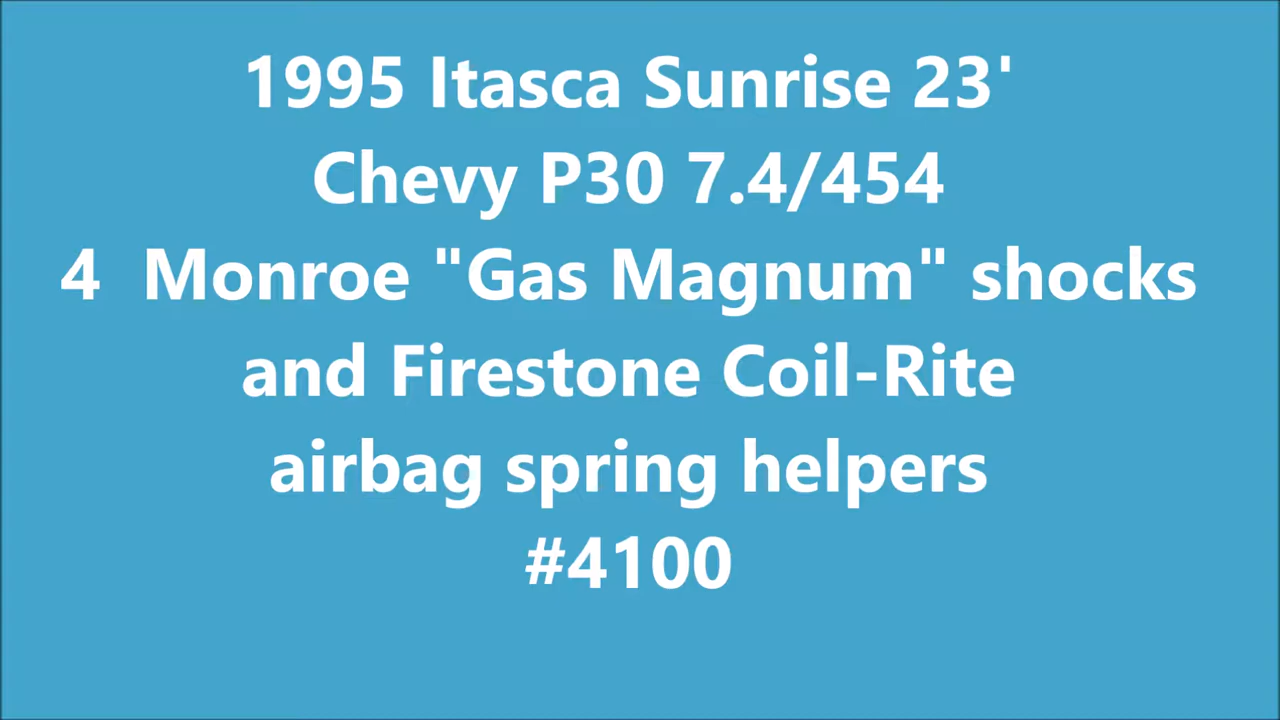 1995 Itasca Sunrise 23'
Chevy P30 7.4/454
4  Monroe "Gas Magnum" shocks
and Firestone Coil-Rite
airbag spring helpers
#4100